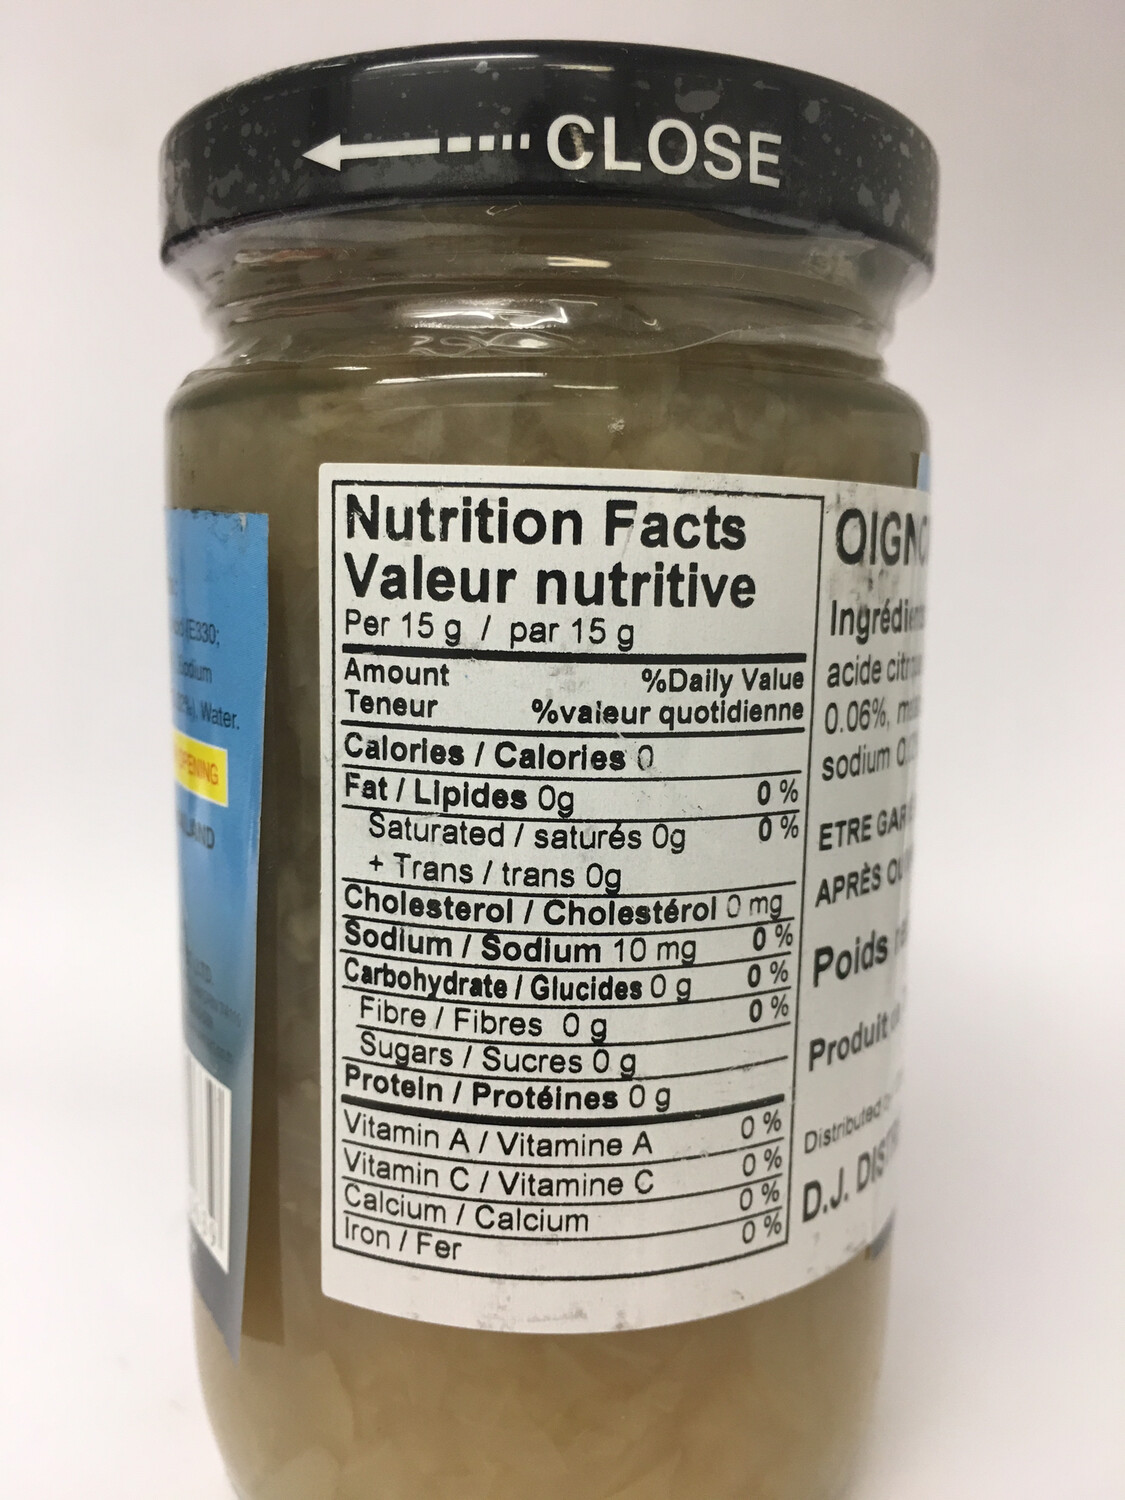 CLOSE
Nutrition Facts
Valeur nutritive
Per 15 g / par 15 g
Amount %Daily Value
Teneur %valeur quotidienne
Calories / Calories 0
Fat / Lipides 0g 0 %
Saturated / saturés 0g 0 %
+ Trans / trans 0g
Cholesterol / Cholestérol 0 mg
Sodium / Sodium 10 mg 0 %
Carbohydrate / Glucides 0 g 0 %
Fibre / Fibres 0 g 0 %
Sugars / Sucres 0 g
Protein / Protéines 0 g
Vitamin A / Vitamine A 0 %
Vitamin C / Vitamine C 0 %
Calcium / Calcium 0 %
Iron / Fer 0 %
acide
0.06%,
sodium
ETRE
APRÈS
Poids
Produit
Distributed
D.J.
(E330;
Water.